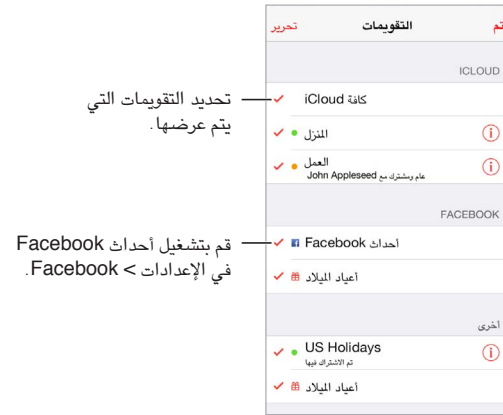 تم
التقويمات
تحرير
ICLOUD
كافة iCloud
المنزل
العمل
عام ومشترك مع John Appleseed
FACEBOOK
أحداث Facebook
أعياد الميلاد
أخرى
US Holidays
تم الاشتراك فيها
أعياد الميلاد
تحديد التقويمات التي
يتم عرضها.
قم بتشغيل أحداث Facebook
في الإعدادات > Facebook.